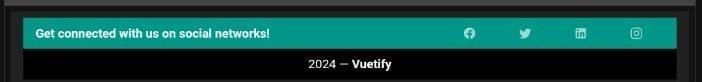 Get connected with us on social networks!
2024 — Vuetify